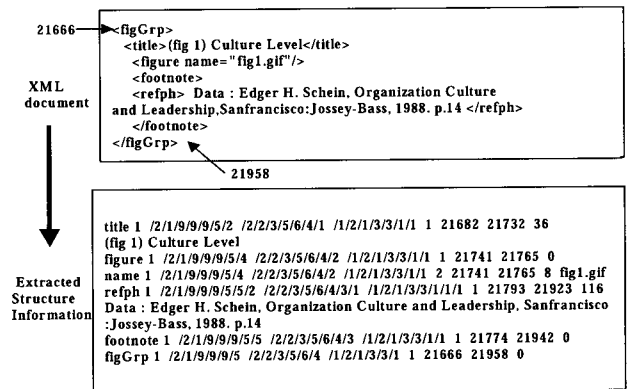 21666
<figGrp>
<title>(fig 1) Culture Level</title>
<figure name="fig1.gif"/>
<footnote>
<refph> Data : Edger H. Schein, Organization Culture
and Leadership,Sanfrancisco:Jossey-Bass, 1988. p.14 </refph>
</footnote>
</figGrp>
21958
XML
document
title 1 /2/1/9/9/9/5/2 /2/2/3/5/6/4/1 /1/2/1/3/3/1/1 1 21682 21732 36
(fig 1) Culture Level
figure 1 /2/1/9/9/9/5/4 /2/2/3/5/6/4/2 /1/2/1/3/3/1/1 1 21741 21765 0
name 1 /2/1/9/9/9/5/4 /2/2/3/5/6/4/2 /1/2/1/3/3/1/1 2 21741 21765 8 fig1.gif
refph 1 /2/1/9/9/9/5/5/2 /2/2/3/5/6/4/3/1 /1/2/1/3/3/1/1/1 1 21793 21923 116
Data : Edger H. Schein, Organization Culture and Leadership, Sanfrancisco
:Jossey-Bass, 1988. p.14
footnote 1 /2/1/9/9/9/5/5 /2/2/3/5/6/4/3 /1/2/1/3/3/1/1 1 21774 21942 0
figGrp 1 /2/1/9/9/9/5 /2/2/3/5/6/4 /1/2/1/3/3/1 1 21666 21958 0
Extracted
Structure
Information